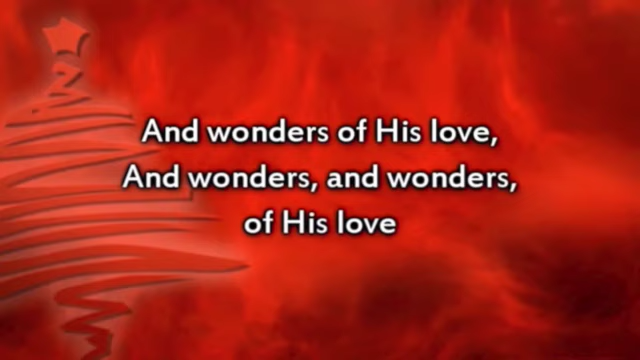 And wonders of His love,
And wonders, and wonders,
of His love